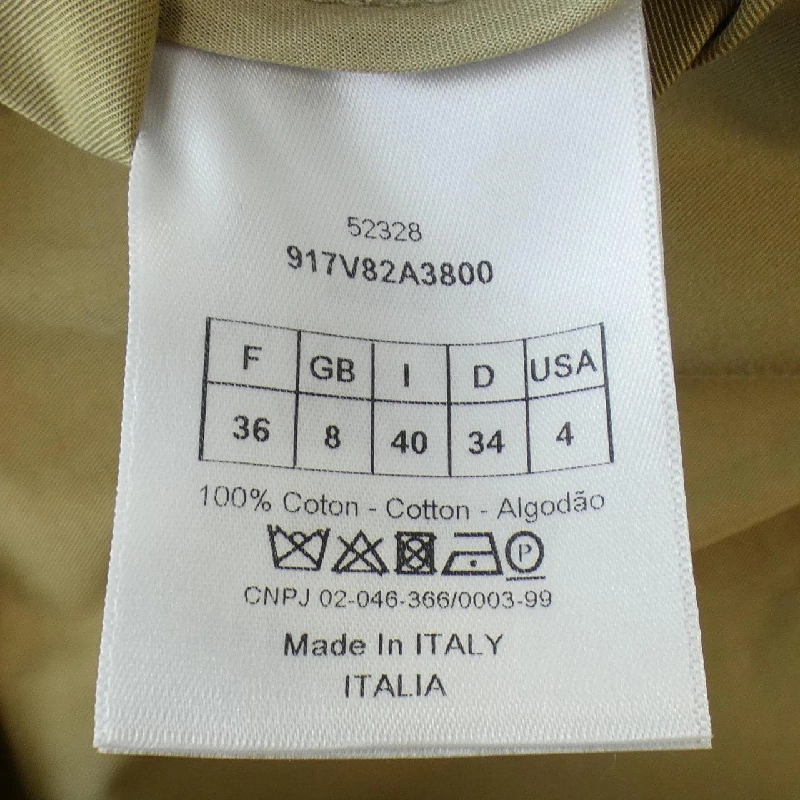 52328
917V82A3800
F GB I D USA
36 8 40 34 4
100% Coton - Cotton - Algodão
P
CNPJ 02-046-366/0003-99
Made In ITALY
ITALIA